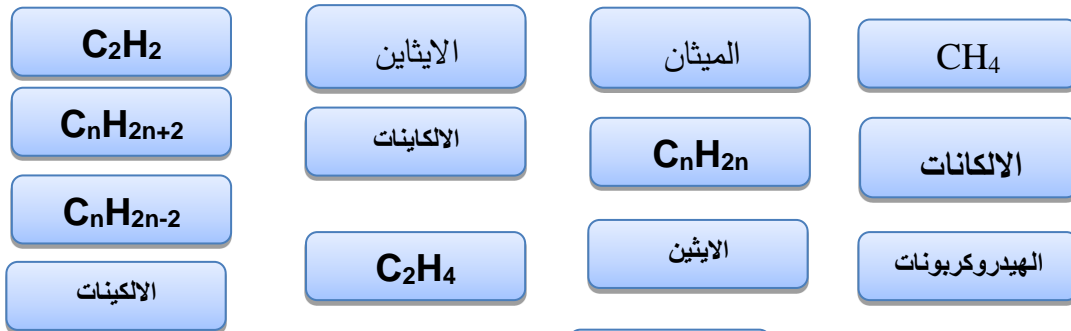 CH₄
الميثان
الايثاين
C₂H₂
الالكانات
CₙH₂ₙ
الالكاينات
CₙH₂ₙ₊₂
الهيدروكربونات
الايثين
C₂H₄
CₙH₂ₙ₋₂
الالكينات